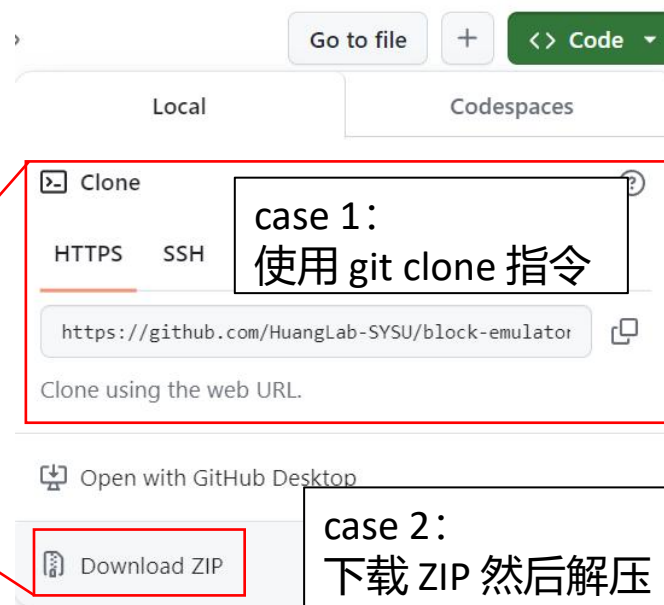 Go to file
+
<> Code
Local
Codespaces
Clone
case 1：
使用 git clone 指令
HTTPS
SSH
https://github.com/HuangLab-SYSU/block-emulator
Clone using the web URL.
Open with GitHub Desktop
case 2：
下载 ZIP 然后解压
Download ZIP